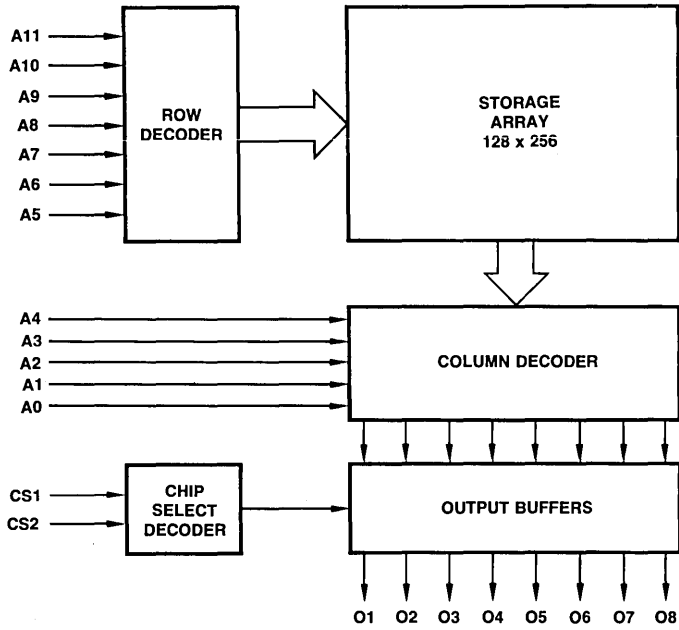 A11
A10
A9
A8
A7
A6
A5
ROW
DECODER
STORAGE
ARRAY
128 x 256
A4
A3
A2
A1
A0
COLUMN DECODER
CS1
CS2
CHIP
SELECT
DECODER
OUTPUT BUFFERS
O1 O2 O3 O4 O5 O6 O7 O8